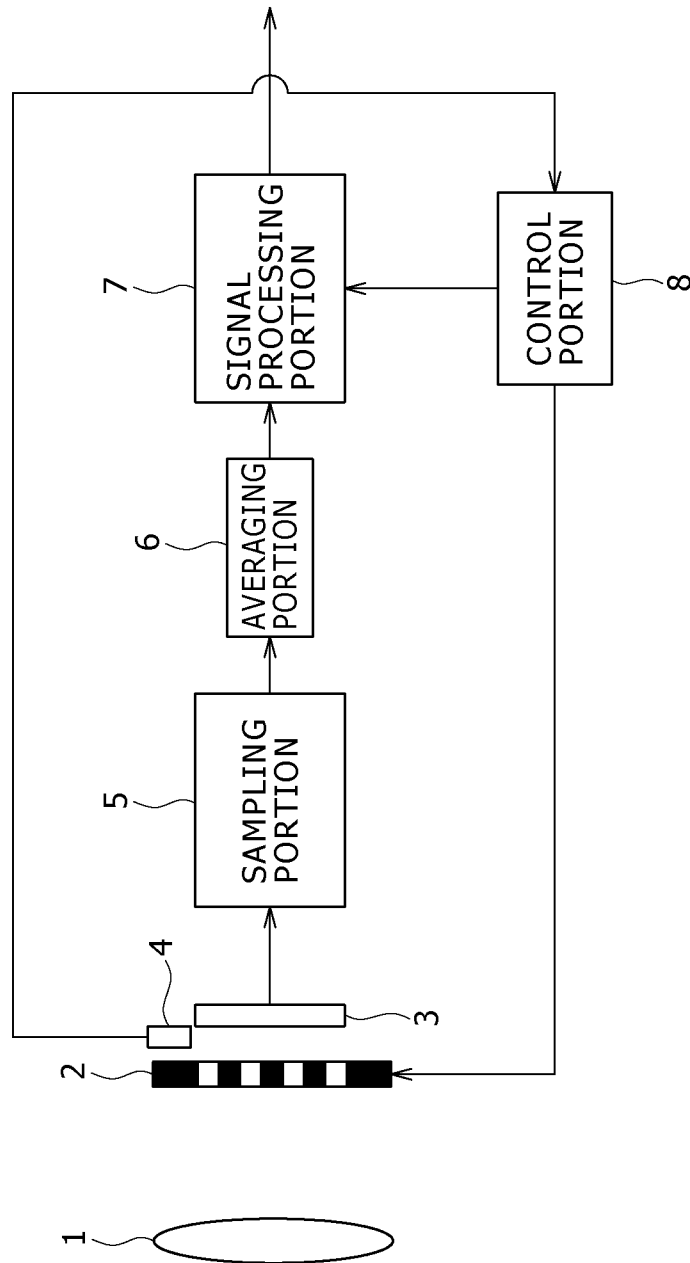 1
2
3
4
5
SAMPLING
PORTION
6
AVERAGING
PORTION
7
SIGNAL
PROCESSING
PORTION
CONTROL
PORTION
8